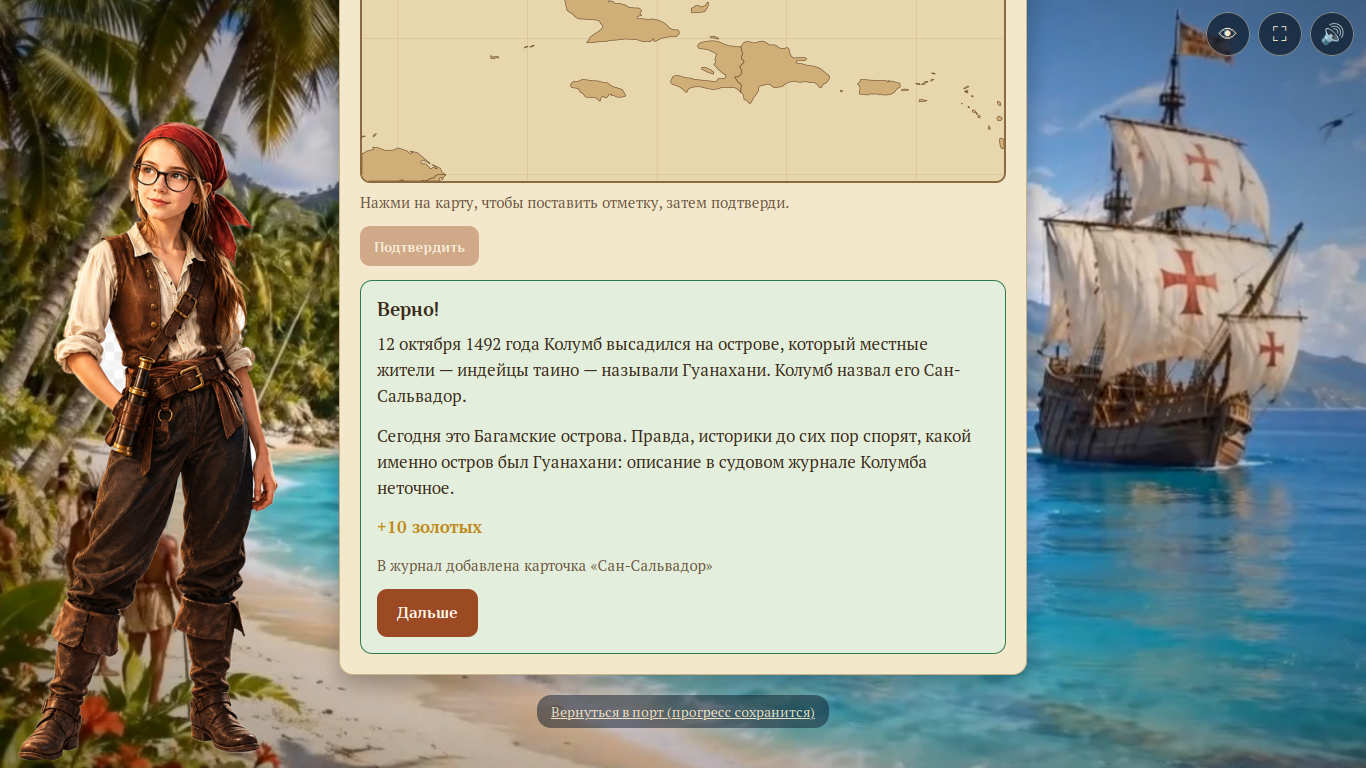 Нажми на карту, чтобы поставить отметку, затем подтверди.
Подтвердить
Верно!
12 октября 1492 года Колумб высадился на острове, который местные
жители — индейцы таино — называли Гуанахани. Колумб назвал его Сан-
Сальвадор.
Сегодня это Багамские острова. Правда, историки до сих пор спорят, какой
именно остров был Гуанахани: описание в судовом журнале Колумба
неточное.
+10 золотых
В журнал добавлена карточка «Сан-Сальвадор»
Дальше
Вернуться в порт (прогресс сохранится)